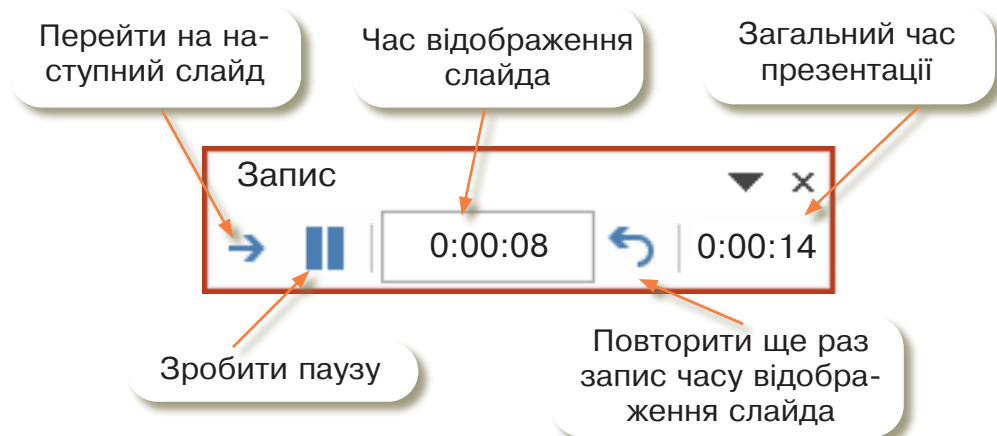 Перейти на на-
ступний слайд
Час відображення
слайда
Загальний час
презентації
Запис
0:00:08
0:00:14
Зробити паузу
Повторити ще раз
запис часу відобра-
ження слайда